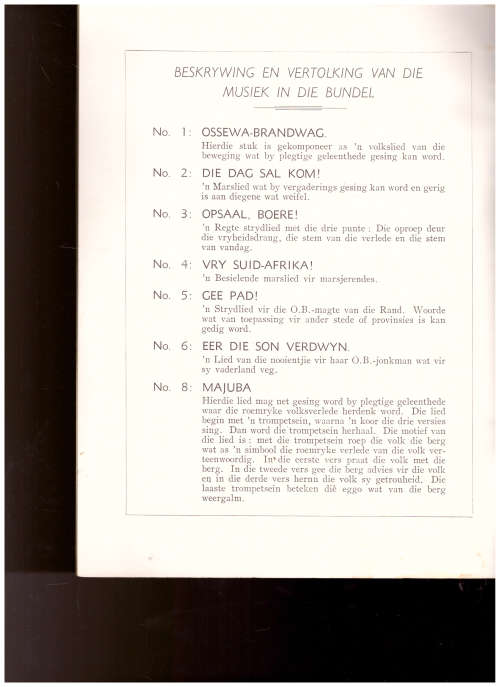 BESKRYWING EN VERTOLKING VAN DIE
MUSIEK IN DIE BUNDEL
No. 1: OSSEWA-BRANDWAG.
Hierdie stuk is gekomponeer as 'n volkslied van die
beweging wat by plegtige geleenthede gesing kan word.
No. 2: DIE DAG SAL KOM!
'n Marslied wat by vergaderings gesing kan word en gerig
is aan diegene wat weifel.
No. 3: OPSAAL, BOERE!
'n Regte strydlied met die drie punte: Die oproep deur
die vryheidsdrang, die stem van die verlede en die stem
van vandag.
No. 4: VRY SUID-AFRIKA!
'n Besielende marslied vir marsjerendes.
No. 5: GEE PAD!
'n Strydlied vir die O.B.-magte van die Rand. Woorde
wat van toepassing vir ander stede of provinsies is kan
gedig word.
No. 6: EER DIE SON VERDWYN.
'n Lied van die nooientjie vir haar O.B.-jonkman wat vir
sy vaderland veg.
No. 8: MAJUBA
Hierdie lied mag net gesing word by plegtige geleenthede
waar die roemryke volksverlede herdenk word. Die lied
begin met 'n trompetsein, waarna 'n koor die drie versies
sing. Dan word die trompetsein herhaal. Die motief van
die lied is: met die trompetsein roep die volk die berg
wat as 'n simbool die roemryke verlede van die volk ver-
teenwoordig. In die eerste vers praat die volk met die
berg. In die tweede vers gee die berg advies vir die volk
en in die derde vers hernu die volk sy getrouheid. Die
laaste trompetsein beteken dié eggo wat van die berg
weergalm.